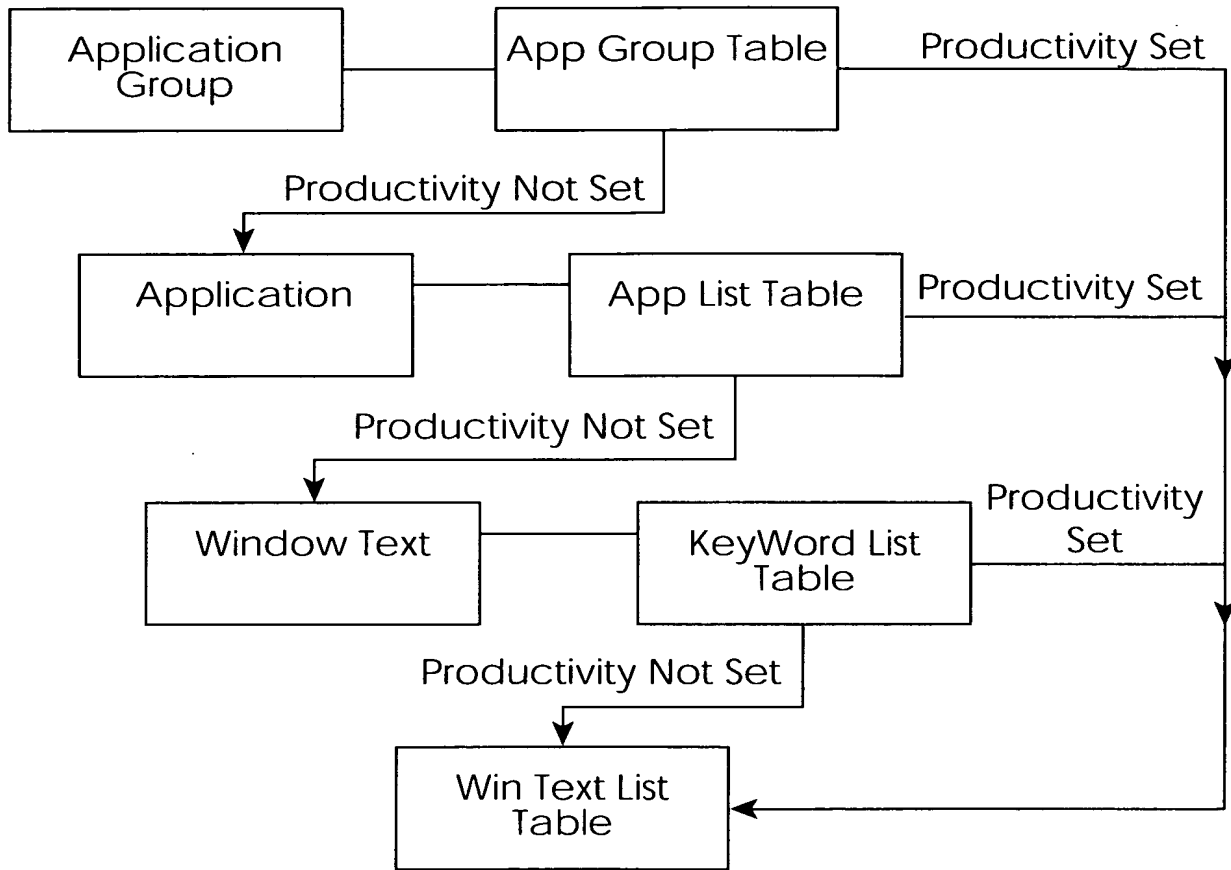 Application
Group
App Group Table
Productivity Set
Productivity Not Set
Application
App List Table
Productivity Set
Productivity Not Set
Window Text
KeyWord List
Table
Productivity
Set
Productivity Not Set
Win Text List
Table